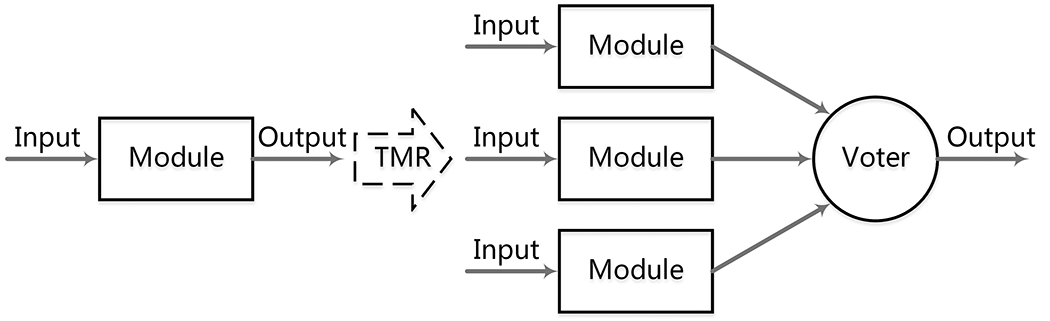 Input
Module
Output
TMR
Input
Module
Input
Module
Input
Module
Voter
Output